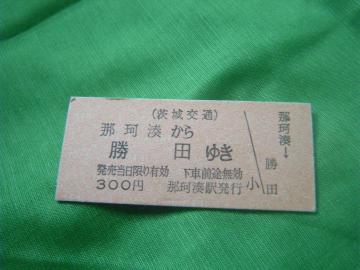 (茨城交通)
那珂湊から
勝田ゆき
発売当日限り有効 下車前途無効
300円 那珂湊駅発行
小
那珂湊→
勝田